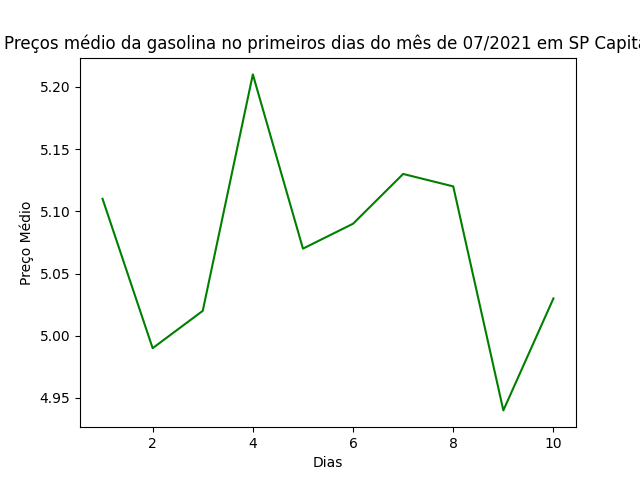 Preços médio da gasolina no primeiros dias do mês de 07/2021 em SP Capita
5.20
5.15
5.10
5.05
5.00
4.95
Preço Médio
2 4 6 8 10
Dias